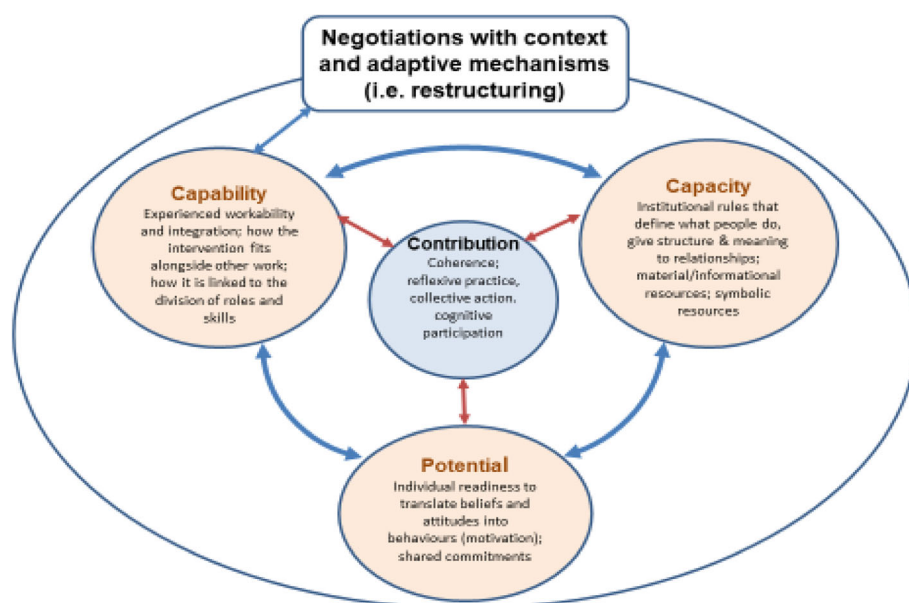 Negotiations with context
and adaptive mechanisms
(i.e. restructuring)
Capability
Experienced workability
and integration; how the
intervention fits
alongside other work;
how it is linked to the
division of roles and
skills
Contribution
Coherence;
reflexive practice,
collective action.
cognitive
participation
Capacity
Institutional rules that
define what people do,
give structure & meaning
to relationships;
material/informational
resources; symbolic
resources
Potential
Individual readiness to
translate beliefs and
attitudes into
behaviours (motivation);
shared commitments